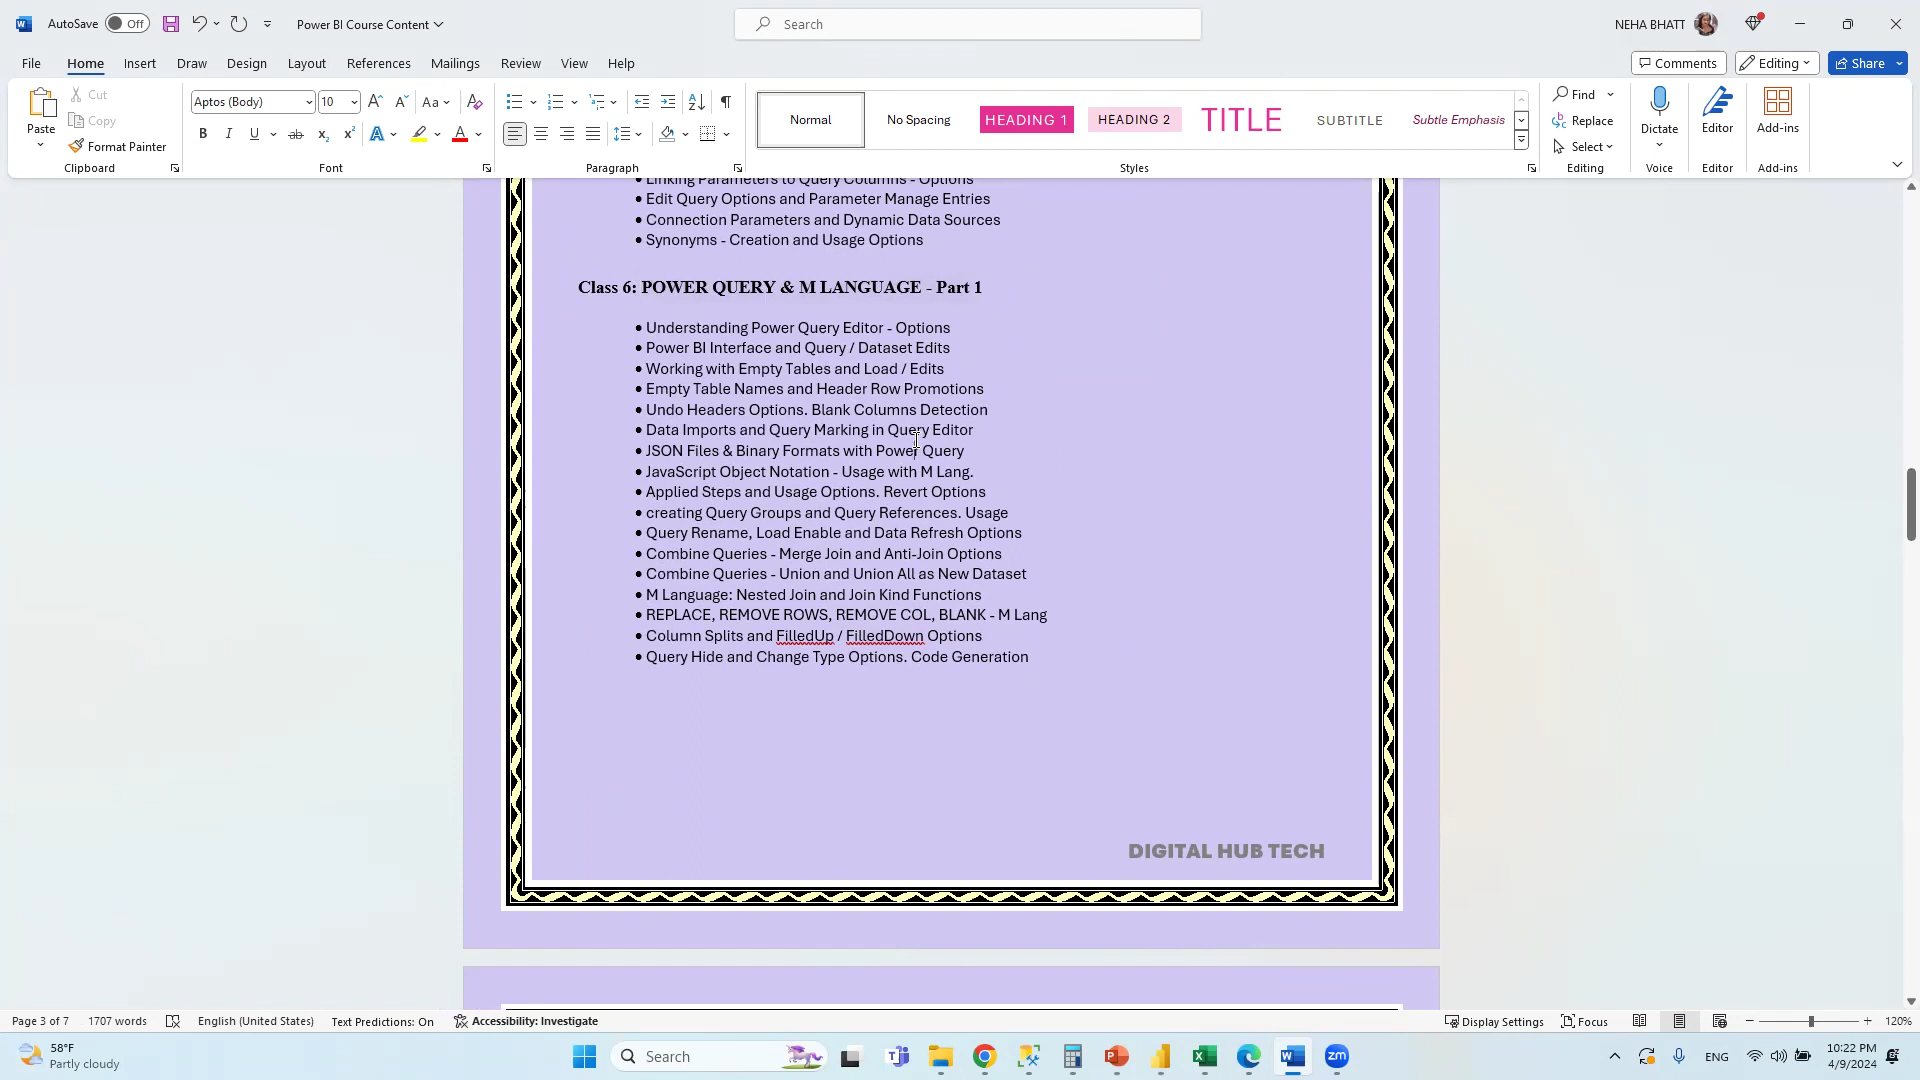 AutoSave Off Power BI Course Content Search NEHA BHATT
File Home Insert Draw Design Layout References Mailings Review View Help Comments Editing Share
Paste Cut Copy Format Painter Clipboard
Aptos (Body) 10 Font
Paragraph
Normal No Spacing HEADING 1 HEADING 2 TITLE SUBTITLE Subtle Emphasis Styles
Find Replace Select Editing
Dictate Voice
Editor Editor
Add-ins Add-ins
Linking Parameters to Query Columns - Options
• Edit Query Options and Parameter Manage Entries
• Connection Parameters and Dynamic Data Sources
• Synonyms - Creation and Usage Options
Class 6: POWER QUERY & M LANGUAGE - Part 1
• Understanding Power Query Editor - Options
• Power BI Interface and Query / Dataset Edits
• Working with Empty Tables and Load / Edits
• Empty Table Names and Header Row Promotions
• Undo Headers Options. Blank Columns Detection
• Data Imports and Query Marking in Query Editor
• JSON Files & Binary Formats with Power Query
• JavaScript Object Notation - Usage with M Lang.
• Applied Steps and Usage Options. Revert Options
• creating Query Groups and Query References. Usage
• Query Rename, Load Enable and Data Refresh Options
• Combine Queries - Merge Join and Anti-Join Options
• Combine Queries - Union and Union All as New Dataset
• M Language: Nested Join and Join Kind Functions
• REPLACE, REMOVE ROWS, REMOVE COL, BLANK - M Lang
• Column Splits and FilledUp / FilledDown Options
• Query Hide and Change Type Options. Code Generation
DIGITAL HUB TECH
Page 3 of 7 1707 words English (United States) Text Predictions: On Accessibility: Investigate Display Settings Focus 120%
58°F
Partly cloudy
Search
ENG
10:22 PM
4/9/2024